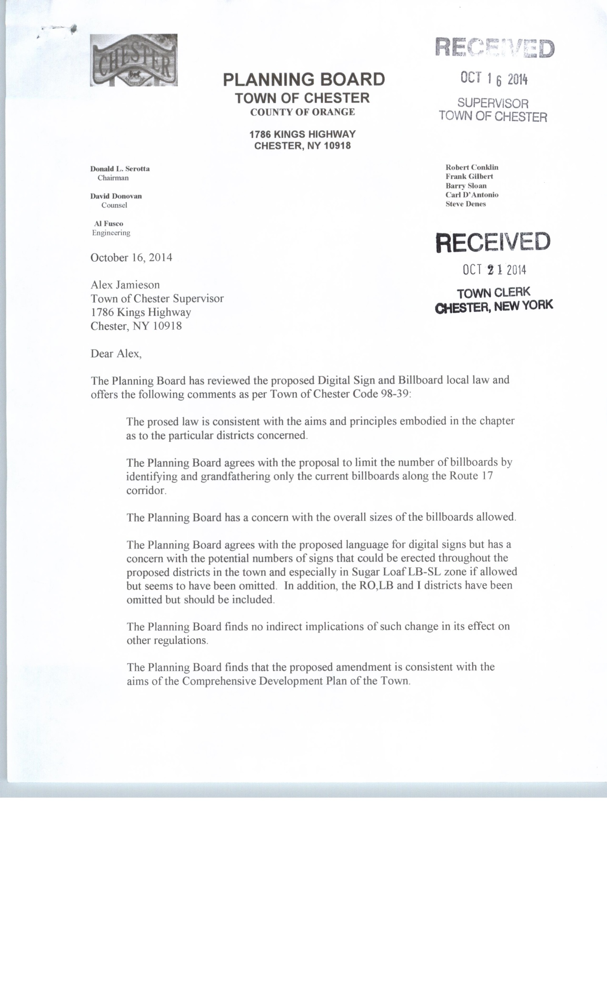 CHESTER
RECEIVED
OCT 16 2014
SUPERVISOR
TOWN OF CHESTER
PLANNING BOARD
TOWN OF CHESTER
COUNTY OF ORANGE
1786 KINGS HIGHWAY
CHESTER, NY 10918
Donald L. Serotta
Chairman
David Donovan
Counsel
Al Fusco
Engineering
Robert Conklin
Frank Gilbert
Barry Sloan
Carl D'Antonio
Steve Denes
RECEIVED
OCT 21 2014
TOWN CLERK
CHESTER, NEW YORK
October 16, 2014
Alex Jamieson
Town of Chester Supervisor
1786 Kings Highway
Chester, NY 10918
Dear Alex,
The Planning Board has reviewed the proposed Digital Sign and Billboard local law and
offers the following comments as per Town of Chester Code 98-39:
The prosed law is consistent with the aims and principles embodied in the chapter
as to the particular districts concerned.
The Planning Board agrees with the proposal to limit the number of billboards by
identifying and grandfathering only the current billboards along the Route 17
corridor.
The Planning Board has a concern with the overall sizes of the billboards allowed.
The Planning Board agrees with the proposed language for digital signs but has a
concern with the potential numbers of signs that could be erected throughout the
proposed districts in the town and especially in Sugar Loaf LB-SL zone if allowed
but seems to have been omitted.  In addition, the RO,LB and I districts have been
omitted but should be included.
The Planning Board finds no indirect implications of such change in its effect on
other regulations.
The Planning Board finds that the proposed amendment is consistent with the
aims of the Comprehensive Development Plan of the Town.